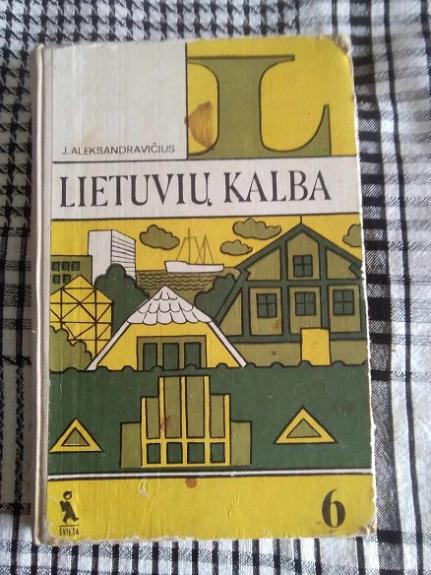 L
J. ALEKSANDRAVIČIUS
LIETUVIŲ KALBA
6
ŠVIESA